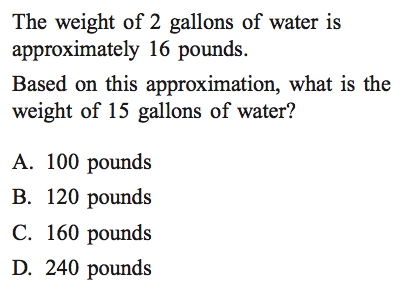 The weight of 2 gallons of water is
approximately 16 pounds.
Based on this approximation, what is the
weight of 15 gallons of water?
A. 100 pounds
B. 120 pounds
C. 160 pounds
D. 240 pounds